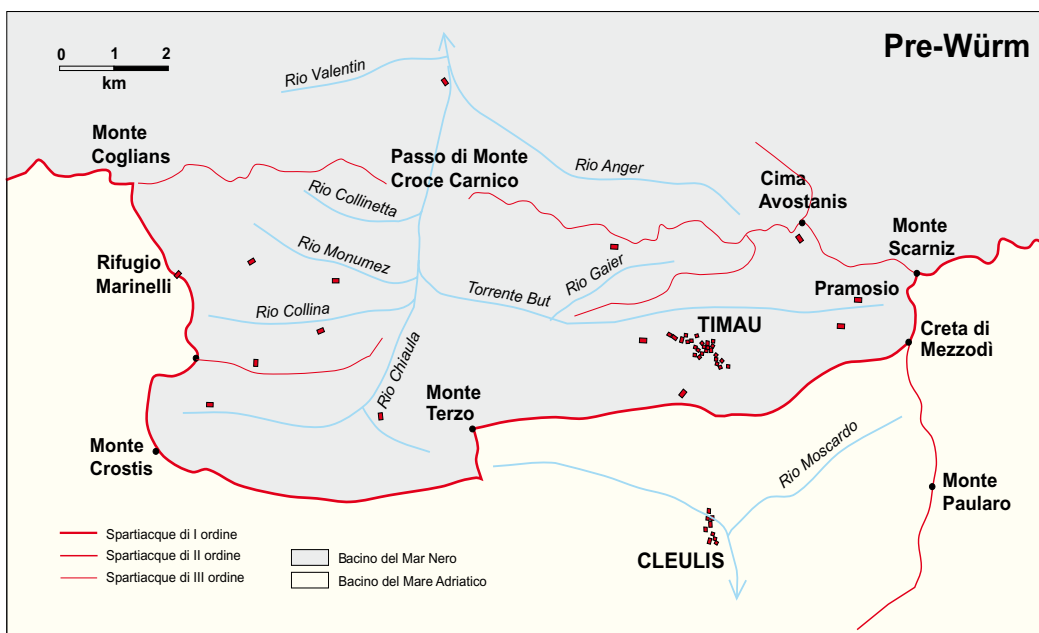 Pre-Würm
0 1 2
km
Rio Valentin
Monte
Coglians
Passo di Monte
Croce Carnico
Rio Anger
Cima
Avostanis
Rio Collinetta
Monte
Scarniz
Rio Monumez
Rifugio
Marinelli
Rio Gaier
Torrente But
Pramosio
Rio Collina
TIMAU
Creta di
Mezzodì
Rio Chiaula
Monte
Terzo
Monte
Crostis
Rio Moscardo
Monte
Paularo
CLEULIS
Spartiacque di I ordine
Spartiacque di II ordine
Spartiacque di III ordine
Bacino del Mar Nero
Bacino del Mare Adriatico